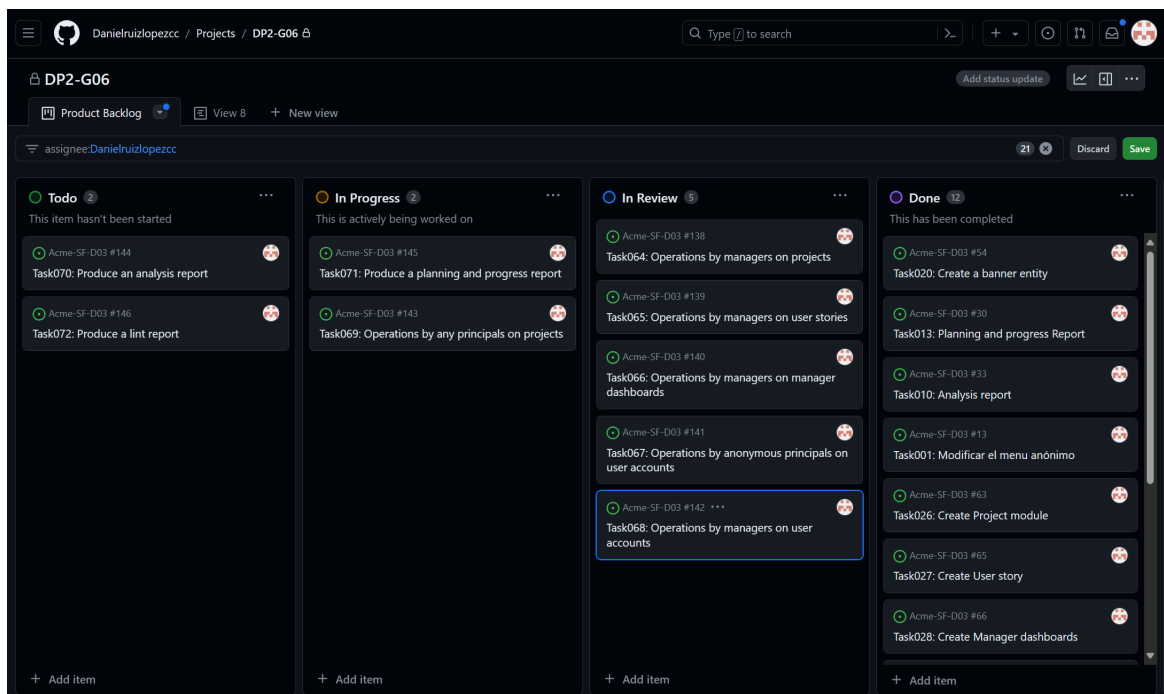 Danielruizlopezcc / Projects / DP2-G06
Type / to search
DP2-G06
Add status update
Product Backlog
View 8
New view
assignee:Danielruizlopezcc
21
Discard
Save
Todo 2
This item hasn't been started
Acme-SF-D03 #144
Task070: Produce an analysis report
Acme-SF-D03 #146
Task072: Produce a lint report
Add item
In Progress 2
This is actively being worked on
Acme-SF-D03 #145
Task071: Produce a planning and progress report
Acme-SF-D03 #143
Task069: Operations by any principals on projects
Add item
In Review 5
Acme-SF-D03 #138
Task064: Operations by managers on projects
Acme-SF-D03 #139
Task065: Operations by managers on user stories
Acme-SF-D03 #140
Task066: Operations by managers on manager
dashboards
Acme-SF-D03 #141
Task067: Operations by anonymous principals on
user accounts
Acme-SF-D03 #142
Task068: Operations by managers on user
accounts
Add item
Done 12
This has been completed
Acme-SF-D03 #54
Task020: Create a banner entity
Acme-SF-D03 #30
Task013: Planning and progress Report
Acme-SF-D03 #33
Task010: Analysis report
Acme-SF-D03 #13
Task001: Modificar el menu anónimo
Acme-SF-D03 #63
Task026: Create Project module
Acme-SF-D03 #65
Task027: Create User story
Acme-SF-D03 #66
Task028: Create Manager dashboards
Add item